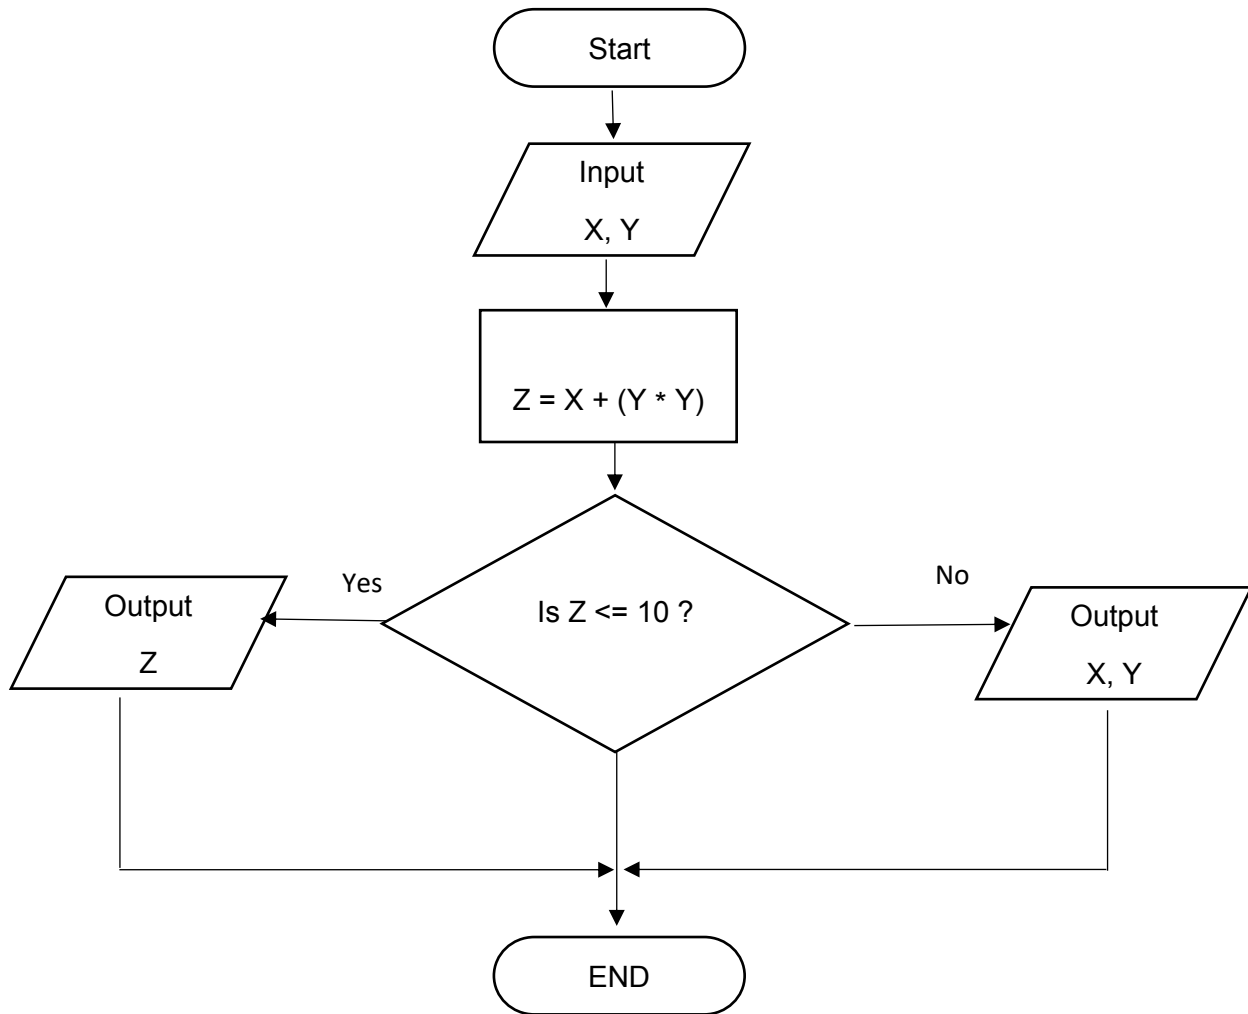 Start
Input
X, Y
Z = X + (Y * Y)
Is Z <= 10 ?
Yes
No
Output
Z
Output
X, Y
END